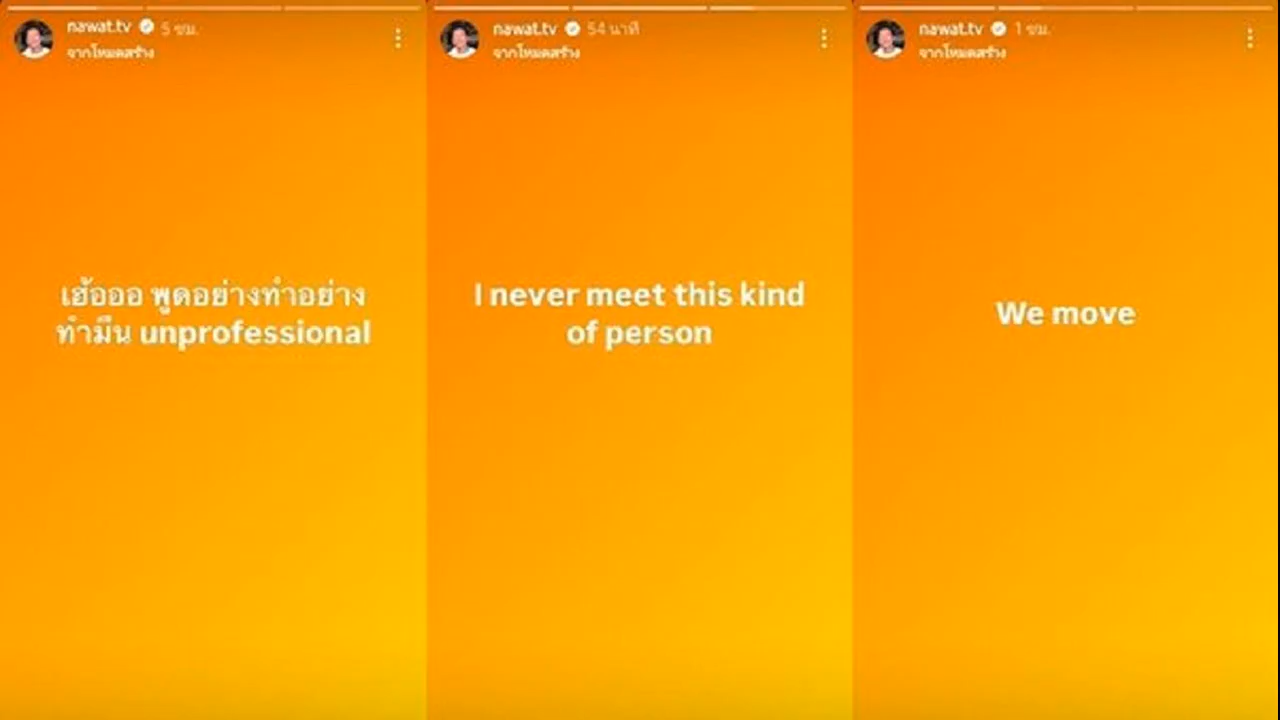 nawat.tv 5 ชม.
จากโหมดสร้าง
เฮ้อออ พูดอย่างทำอย่าง
ทำมึน unprofessional
nawat.tv 54 นาที
จากโหมดสร้าง
I never meet this kind
of person
nawat.tv 1 ชม.
จากโหมดสร้าง
We move